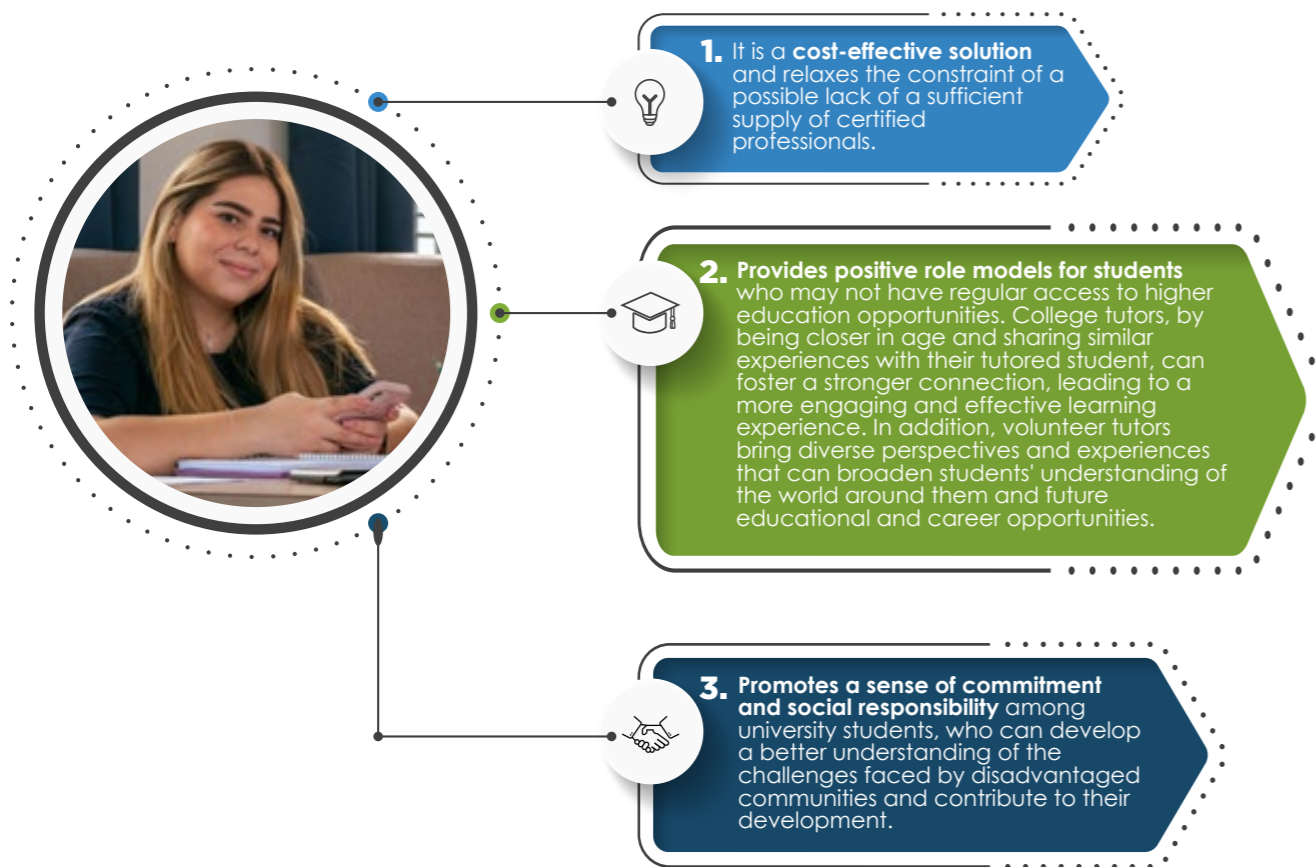 1. It is a cost-effective solution
and relaxes the constraint of a
possible lack of a sufficient
supply of certified
professionals.
2. Provides positive role models for students
who may not have regular access to higher
education opportunities. College tutors, by
being closer in age and sharing similar
experiences with their tutored student, can
foster a stronger connection, leading to a
more engaging and effective learning
experience. In addition, volunteer tutors
bring diverse perspectives and experiences
that can broaden students' understanding of
the world around them and future
educational and career opportunities.
3. Promotes a sense of commitment
and social responsibility among
university students, who can develop
a better understanding of the
challenges faced by disadvantaged
communities and contribute to their
development.